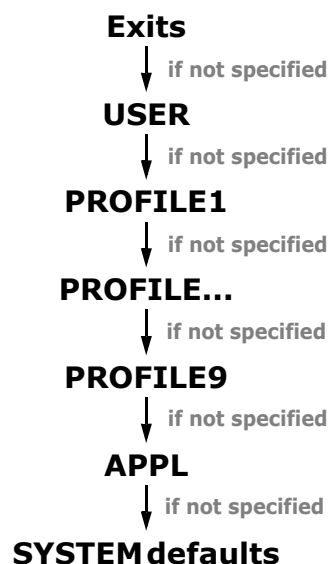 Exits
if not specified
USER
if not specified
PROFILE1
if not specified
PROFILE...
if not specified
PROFILE9
if not specified
APPL
if not specified
SYSTEM defaults